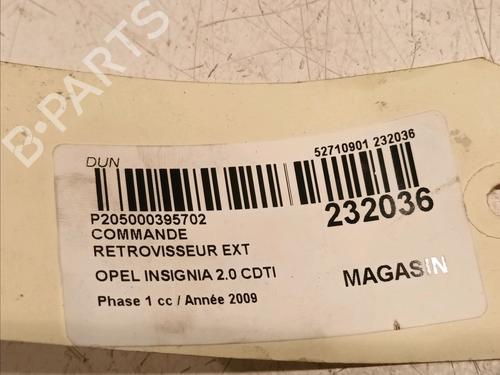 B-PARTS
DUN
52710901 232036
P205000395702
232036
COMMANDE
RETROVISSEUR EXT
OPEL INSIGNIA 2.0 CDTI
MAGASIN
Phase 1 cc / Année 2009